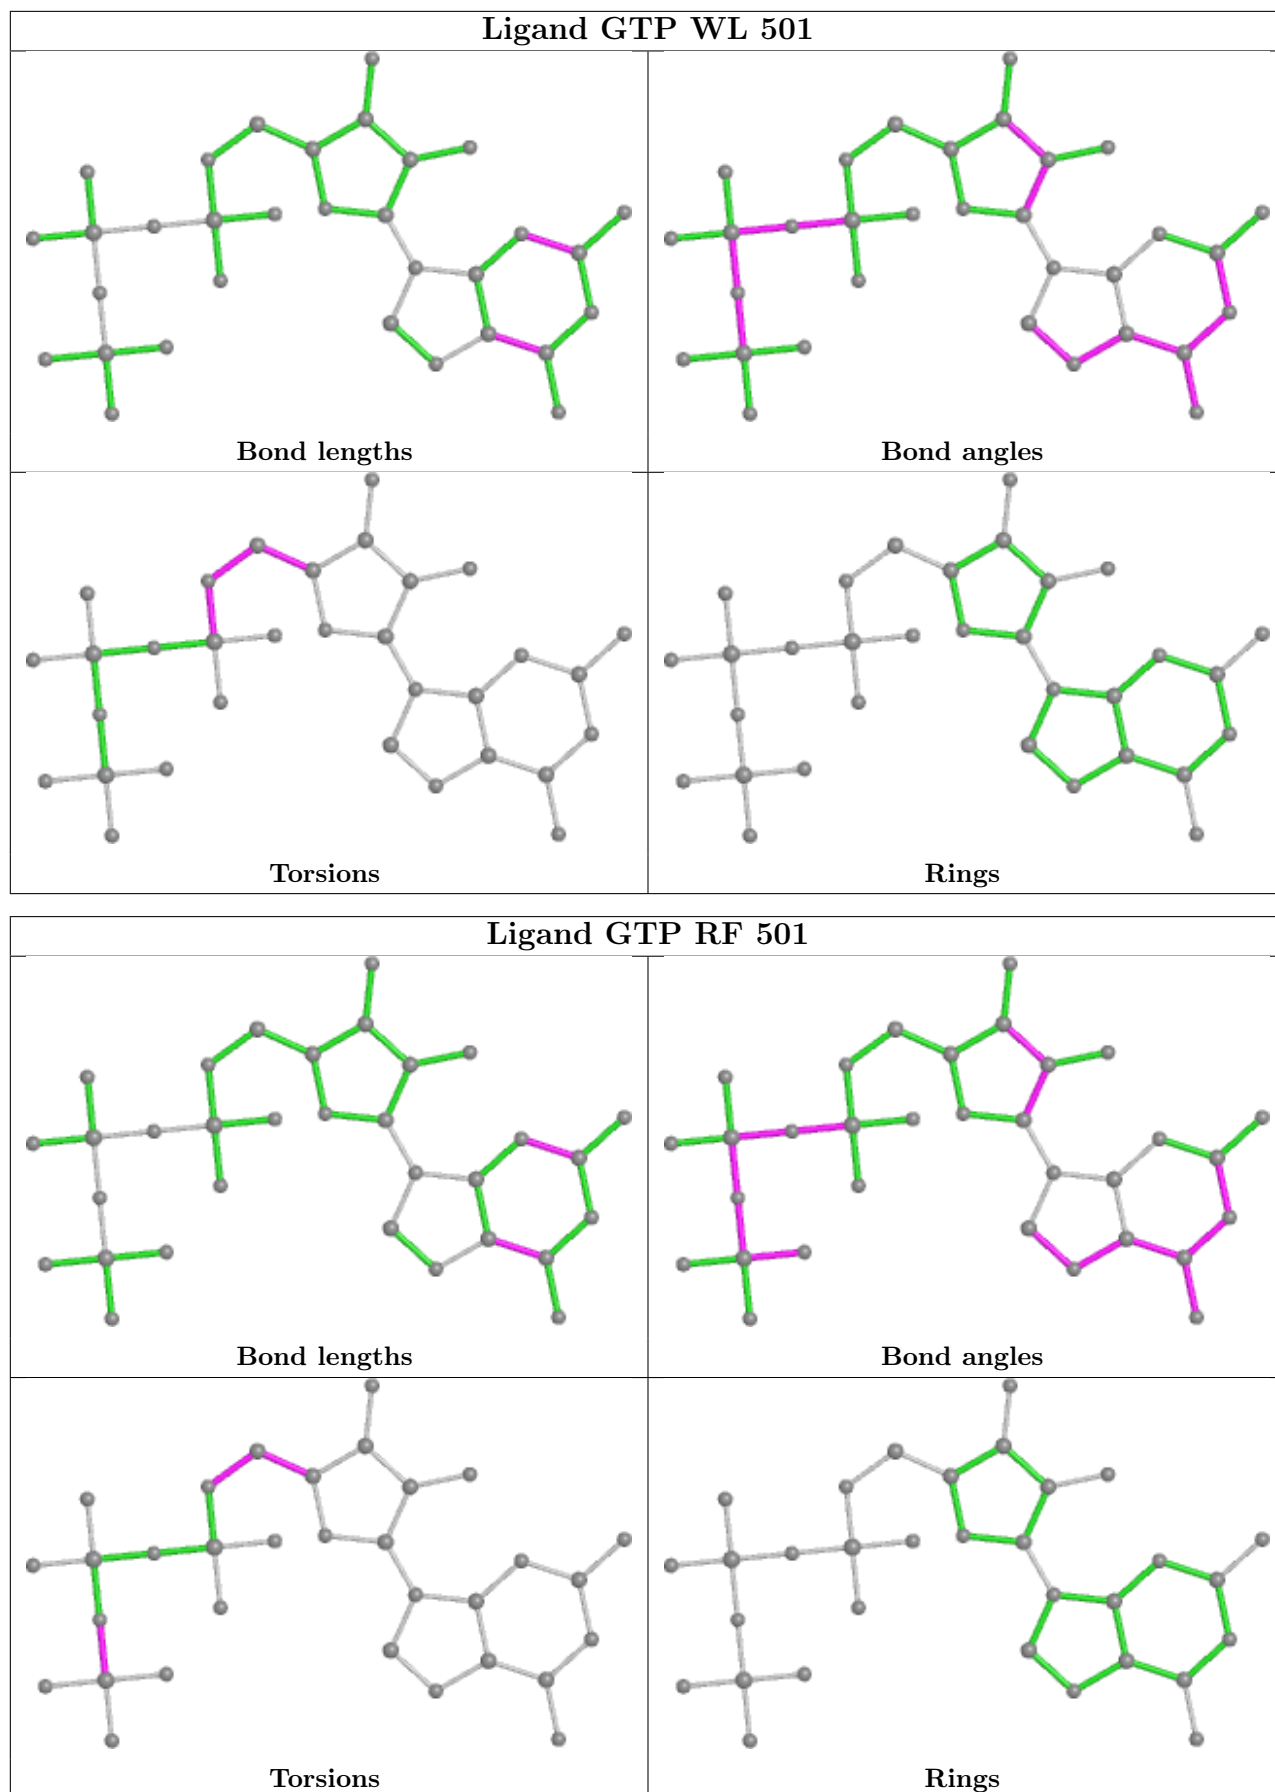 Ligand GTP WL 501
Bond lengths
Bond angles
Torsions
Rings
Ligand GTP RF 501
Bond lengths
Bond angles
Torsions
Rings